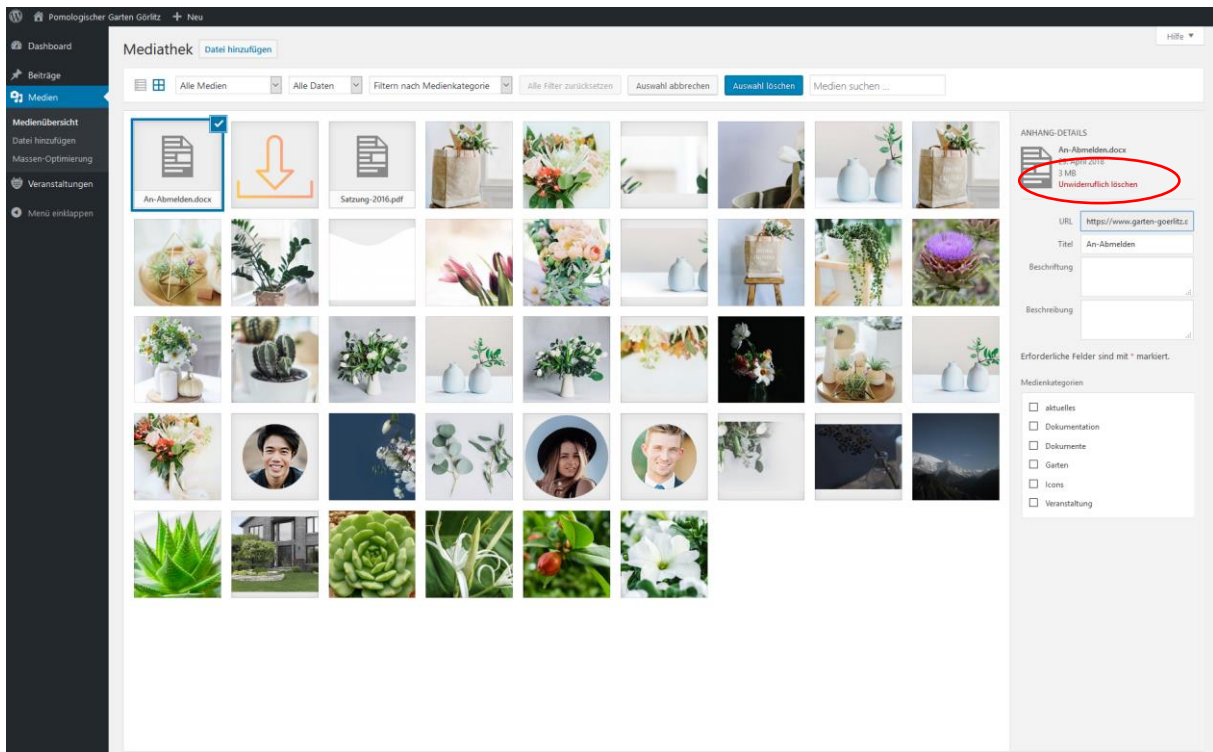 Pomologischer Garten Görlitz + Neu
Hilfe
Dashboard
Beiträge
Medien
Medienübersicht
Datei hinzufügen
Massen-Optimierung
Veranstaltungen
Menü einklappen
Mediathek Datei hinzufügen
Alle Medien Alle Daten Filtern nach Medienkategorie Alle Filter zurücksetzen Auswahl abbrechen Auswahl löschen Medien suchen ...
An-Abmelden.docx
Satzung-2016.pdf
ANHANG-DETAILS
An-Abmelden.docx
April 2018
3 MB
Unwiderruflich löschen
URL https://www.garten-goerlitz.c
Titel An-Abmelden
Beschriftung
Beschreibung
Erforderliche Felder sind mit * markiert.
Medienkategorien
aktuelles
Dokumentation
Dokumente
Garten
Icons
Veranstaltung